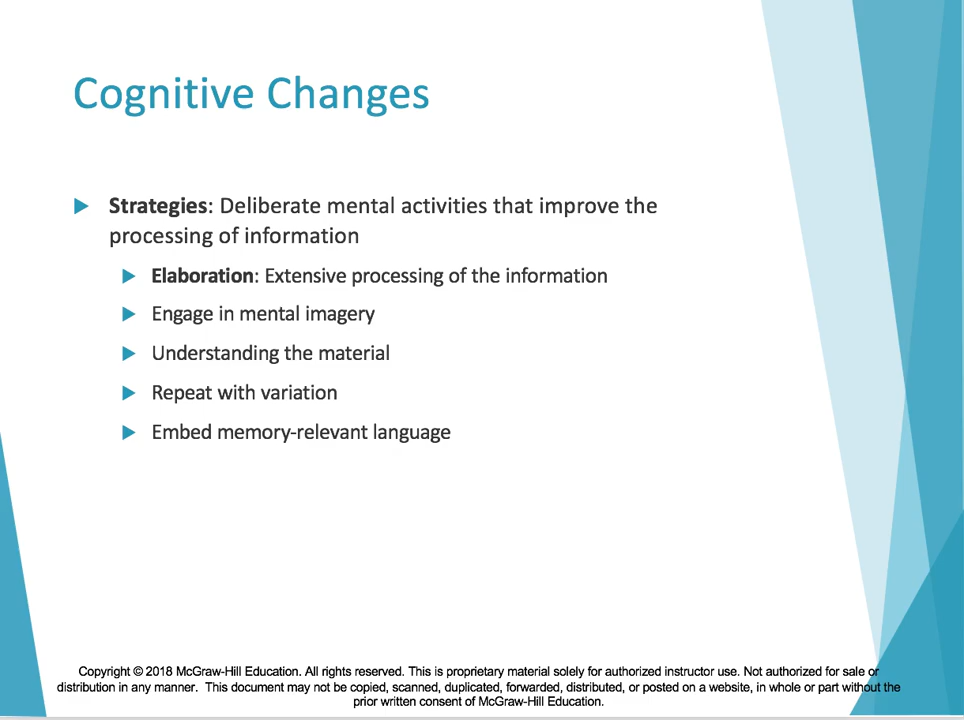 Cognitive Changes
Strategies: Deliberate mental activities that improve the
processing of information
Elaboration: Extensive processing of the information
Engage in mental imagery
Understanding the material
Repeat with variation
Embed memory-relevant language
Copyright © 2018 McGraw-Hill Education. All rights reserved. This is proprietary material solely for authorized instructor use. Not authorized for sale or
distribution in any manner. This document may not be copied, scanned, duplicated, forwarded, distributed, or posted on a website, in whole or part without the
prior written consent of McGraw-Hill Education.